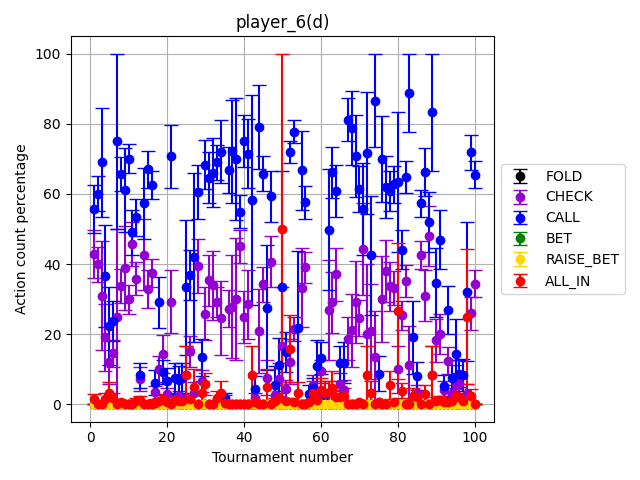 player_6(d)
Action count percentage
100
80
60
40
20
0
0 20 40 60 80 100
Tournament number
FOLD
CHECK
CALL
BET
RAISE_BET
ALL_IN